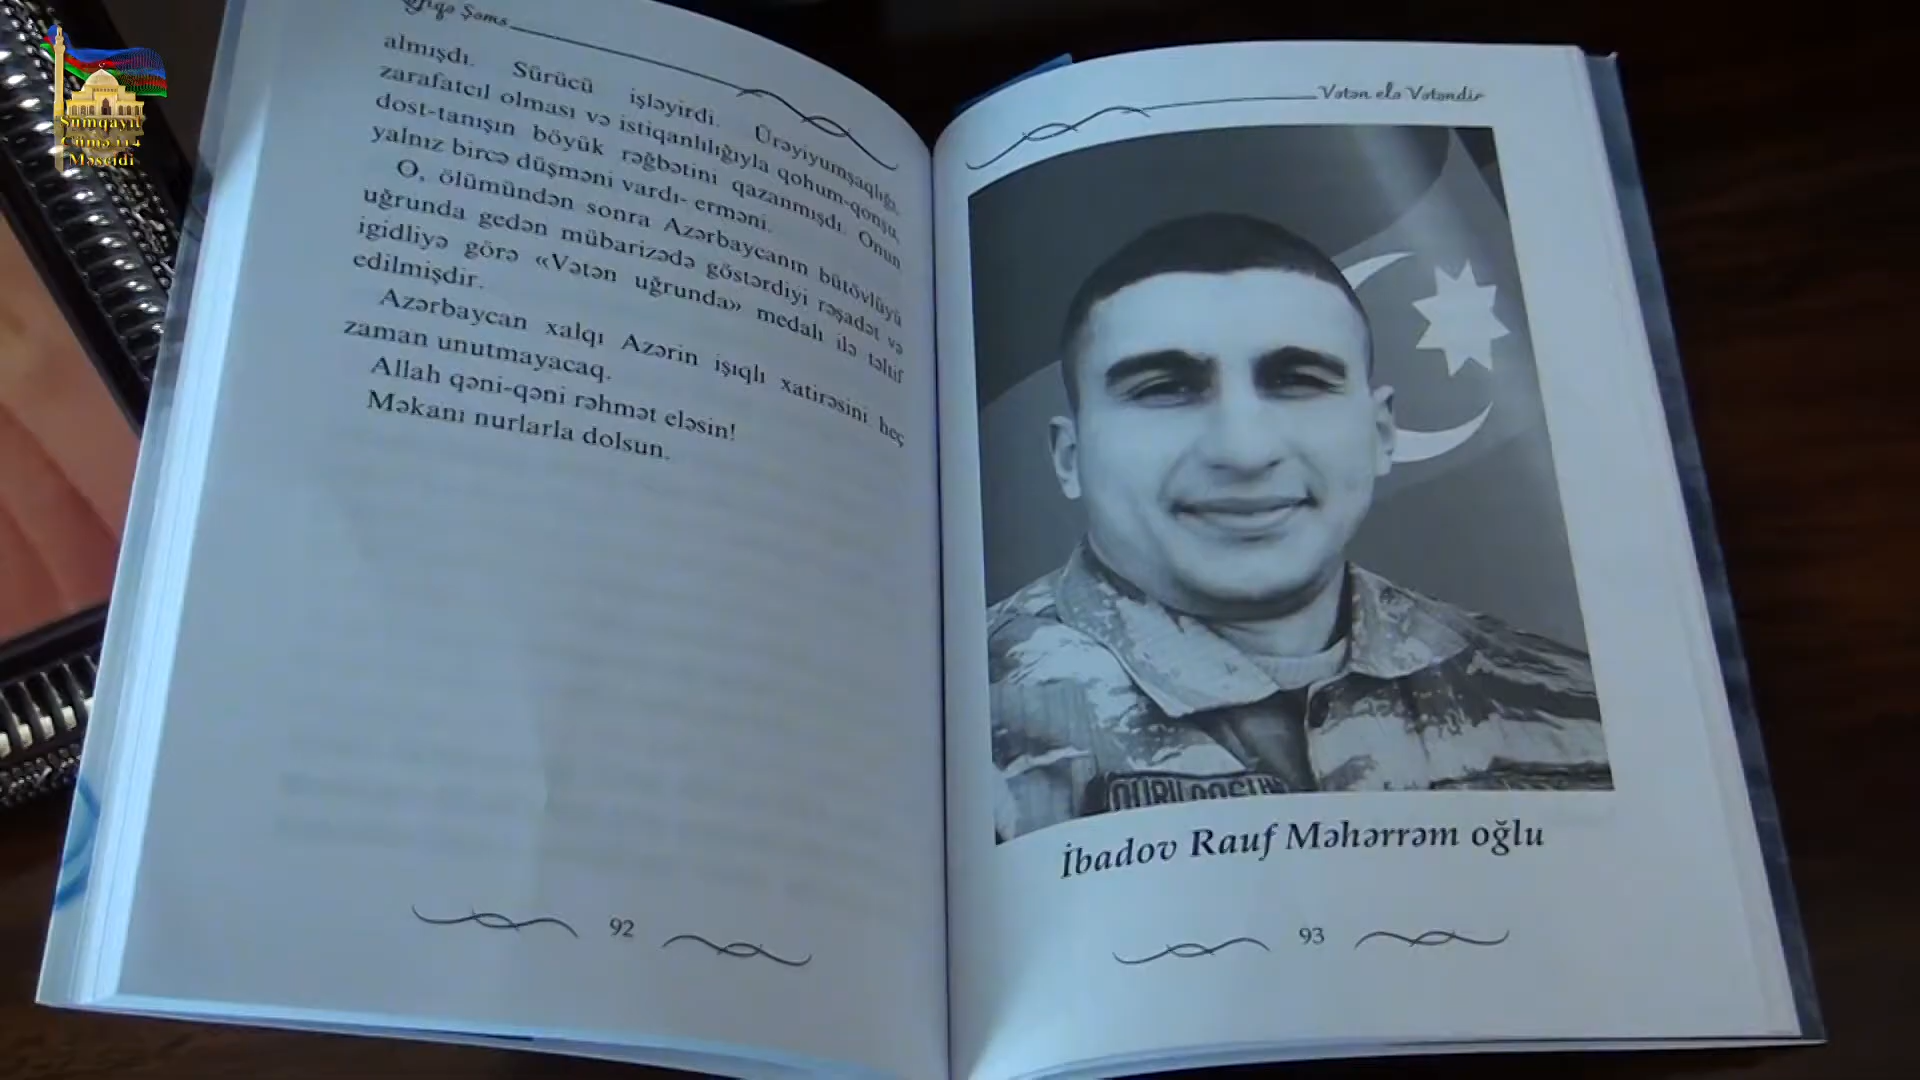 Sumqayıt
Cümə
Məscidi
Şəms
almışdı. Sürücü işləyirdi. Ürəyiyumşaqlığı,
zarafatcıl olması və istiqanlılığıyla qohum-qonşu,
dost-tanışın böyük rəğbətini qazanmışdı. Onun
yalnız bircə düşməni vardı- erməni.
O, ölümündən sonra Azərbaycanın bütövlüyü
uğrunda gedən mübarizədə göstərdiyi rəşadət və
igidliyə görə «Vətən uğrunda» medalı ilə təltif
edilmişdir.
Azərbaycan xalqı Azərin işıqlı xatirəsini heç
zaman unutmayacaq.
Allah qəni-qəni rəhmət eləsin!
Məkanı nurlarla dolsun.
92
Vətən elə Vətəndir
İbadov Rauf Məhərrəm oğlu
93